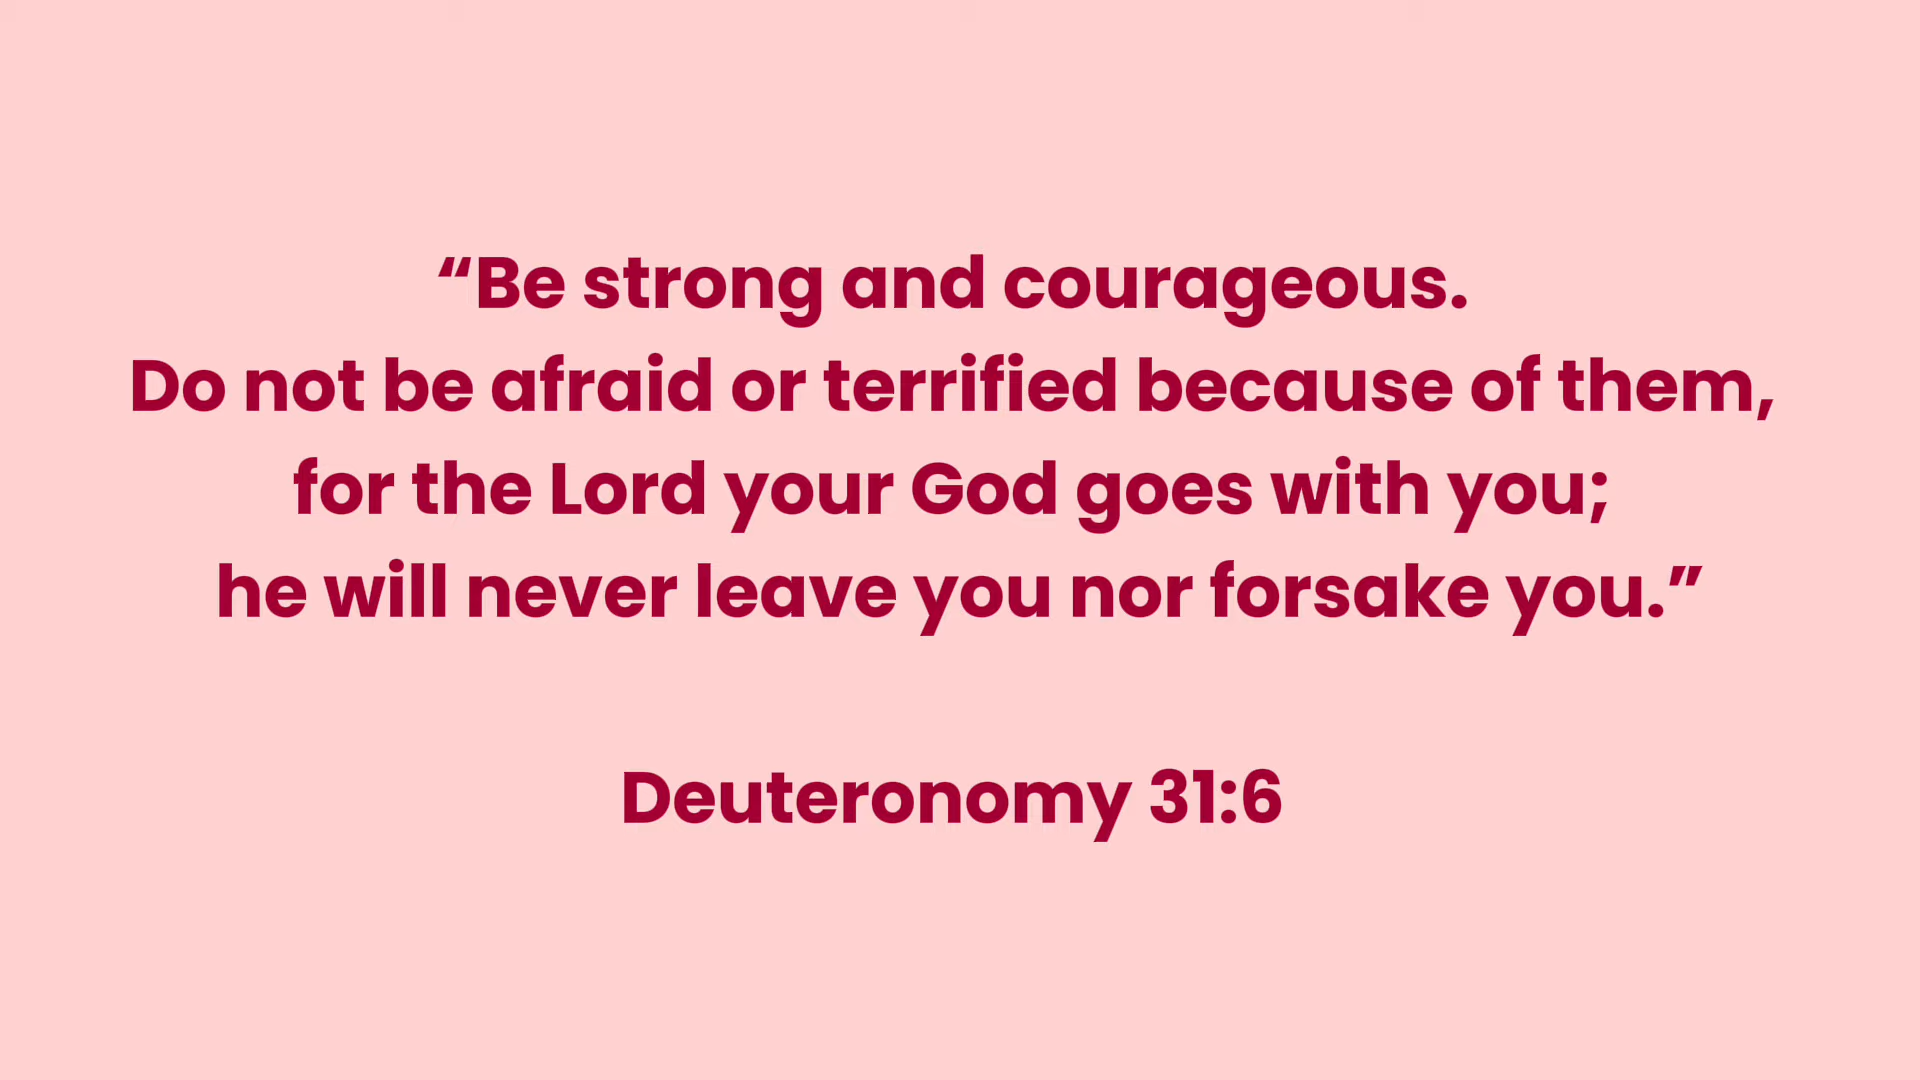 “Be strong and courageous.
Do not be afraid or terrified because of them,
for the Lord your God goes with you;
he will never leave you nor forsake you.”
Deuteronomy 31:6